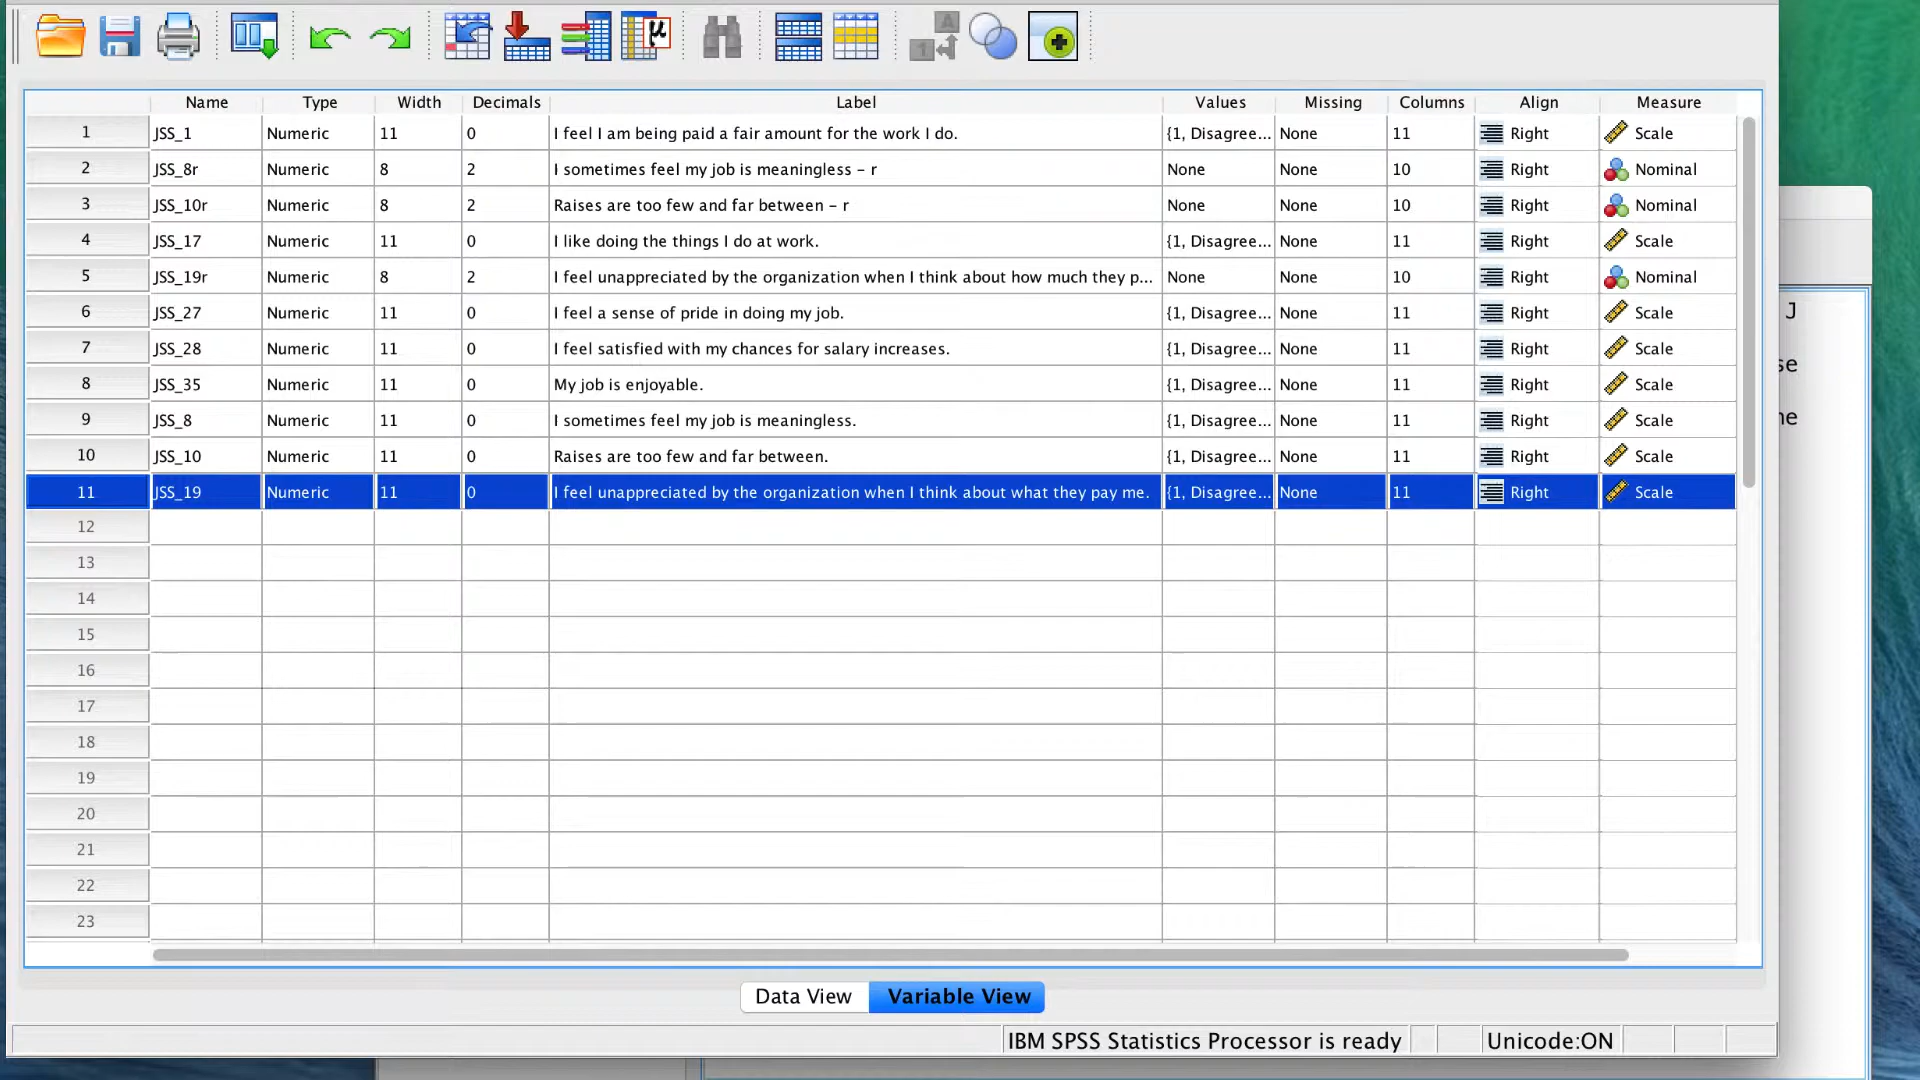 Name Type Width Decimals Label Values Missing Columns Align Measure
1 JSS_1 Numeric 11 0 I feel I am being paid a fair amount for the work I do. {1, Disagree... None 11 Right Scale
2 JSS_8r Numeric 8 2 I sometimes feel my job is meaningless – r None None 10 Right Nominal
3 JSS_10r Numeric 8 2 Raises are too few and far between – r None None 10 Right Nominal
4 JSS_17 Numeric 11 0 I like doing the things I do at work. {1, Disagree... None 11 Right Scale
5 JSS_19r Numeric 8 2 I feel unappreciated by the organization when I think about how much they p... None None 10 Right Nominal
6 JSS_27 Numeric 11 0 I feel a sense of pride in doing my job. {1, Disagree... None 11 Right Scale
7 JSS_28 Numeric 11 0 I feel satisfied with my chances for salary increases. {1, Disagree... None 11 Right Scale
8 JSS_35 Numeric 11 0 My job is enjoyable. {1, Disagree... None 11 Right Scale
9 JSS_8 Numeric 11 0 I sometimes feel my job is meaningless. {1, Disagree... None 11 Right Scale
10 JSS_10 Numeric 11 0 Raises are too few and far between. {1, Disagree... None 11 Right Scale
11 JSS_19 Numeric 11 0 I feel unappreciated by the organization when I think about what they pay me. {1, Disagree... None 11 Right Scale
12
13
14
15
16
17
18
19
20
21
22
23
Data View Variable View
IBM SPSS Statistics Processor is ready Unicode:ON